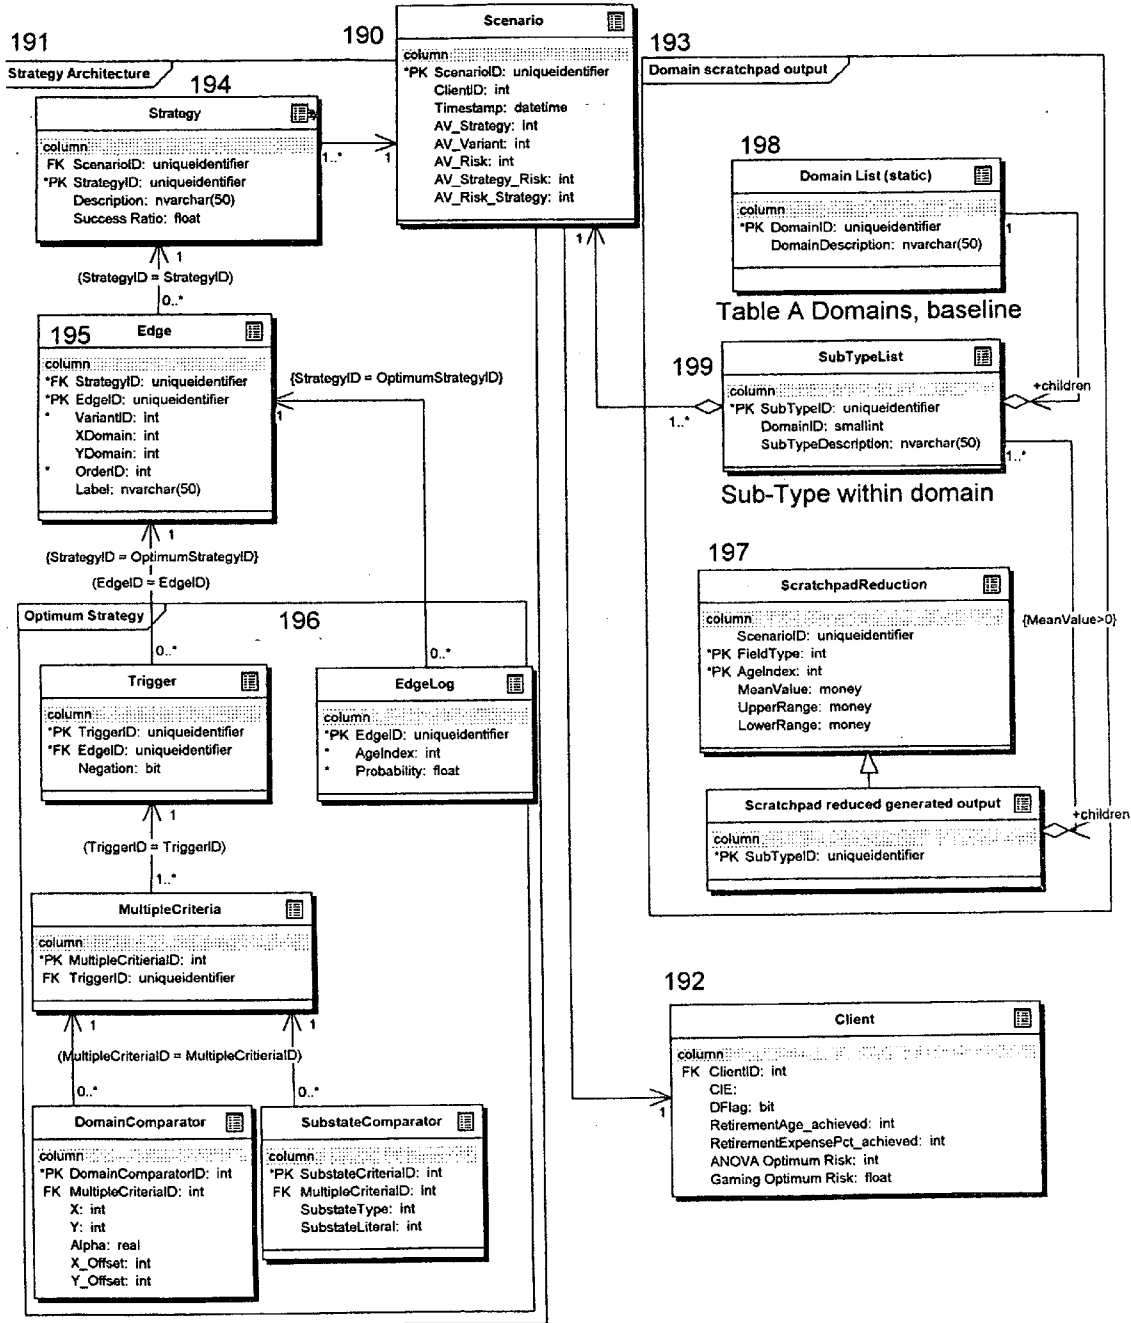 190
Scenario
column
*PK ScenarioID: uniqueidentifier
ClientID: int
Timestamp: datetime
AV_Strategy: int
AV_Variant: int
AV_Risk: int
AV_Strategy_Risk: int
AV_Risk_Strategy: int
191
Strategy Architecture
194
Strategy
column
FK ScenarioID: uniqueidentifier
*PK StrategyID: uniqueidentifier
Description: nvarchar(50)
Success Ratio: float
1..*
1
1
(StrategyID = StrategyID)
0..*
195
Edge
column
*FK StrategyID: uniqueidentifier
*PK EdgeID: uniqueidentifier
* VariantID: int
XDomain: int
YDomain: int
* OrderID: int
Label: nvarchar(50)
{StrategyID = OptimumStrategyID}
1
1
{StrategyID = OptimumStrategyID}
(EdgeID = EdgeID)
Optimum Strategy
196
0..*
0..*
Trigger
column
*PK TriggerID: uniqueidentifier
*FK EdgeID: uniqueidentifier
Negation: bit
EdgeLog
column
*PK EdgeID: uniqueidentifier
* AgeIndex: int
* Probability: float
1
(TriggerID = TriggerID)
1..*
MultipleCriteria
column
*PK MultipleCritierialD: int
FK TriggerID: uniqueidentifier
1
1
(MultipleCriteriaID = MultipleCritierialD)
0..*
0..*
DomainComparator
column
*PK DomainComparatorID: int
FK MultipleCriteriaID: int
X: int
Y: int
Alpha: real
X_Offset: int
Y_Offset: int
SubstateComparator
column
*PK SubstateCriteriaID: int
FK MultipleCriteriaID: int
SubstateType: int
SubstateLiteral: int
193
Domain scratchpad output
198
Domain List (static)
column
*PK DomainID: uniqueidentifier
DomainDescription: nvarchar(50)
1
Table A Domains, baseline
1
199
SubTypeList
column
*PK SubTypeID: uniqueidentifier
DomainID: smallint
SubTypeDescription: nvarchar(50)
+children
1..*
1..*
Sub-Type within domain
197
ScratchpadReduction
column
ScenarioID: uniqueidentifier
*PK FieldType: int
*PK AgeIndex: int
MeanValue: money
UpperRange: money
LowerRange: money
{MeanValue>0}
Scratchpad reduced generated output
column
*PK SubTypeID: uniqueidentifier
+children
192
Client
column
FK ClientID: int
CIE:
DFlag: bit
RetirementAge_achieved: int
RetirementExpensePct_achieved: int
ANOVA Optimum Risk: int
Gaming Optimum Risk: float
1